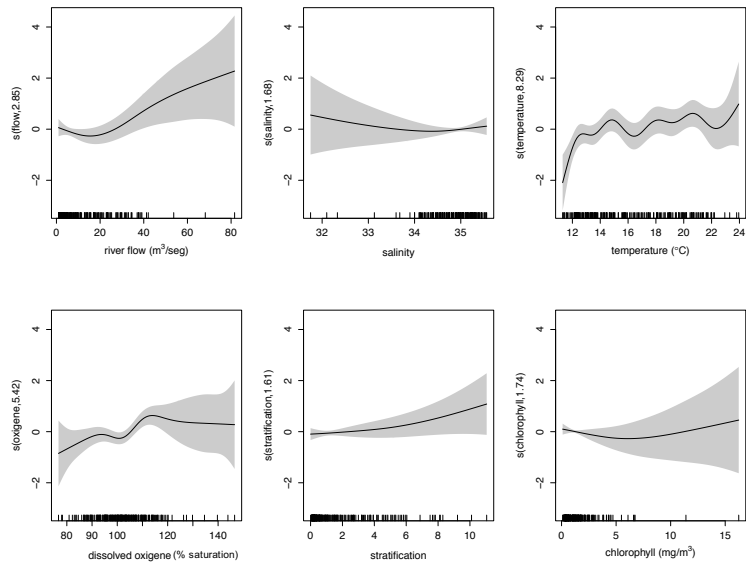 4
2
0
-2
s(flow,2.85)
0 20 40 60 80
river flow (m³/seg)
4
2
0
-2
s(salinity,1.68)
32 33 34 35
salinity
4
2
0
-2
s(temperature,8.29)
12 14 16 18 20 22 24
temperature (°C)
4
2
0
-2
s(oxigene,5.42)
80 100 120 140
dissolved oxigene (% saturation)
4
2
0
-2
s(stratification,1.61)
0 2 4 6 8 10
stratification
4
2
0
-2
s(chlorophyll,1.74)
0 5 10 15
chlorophyll (mg/m³)